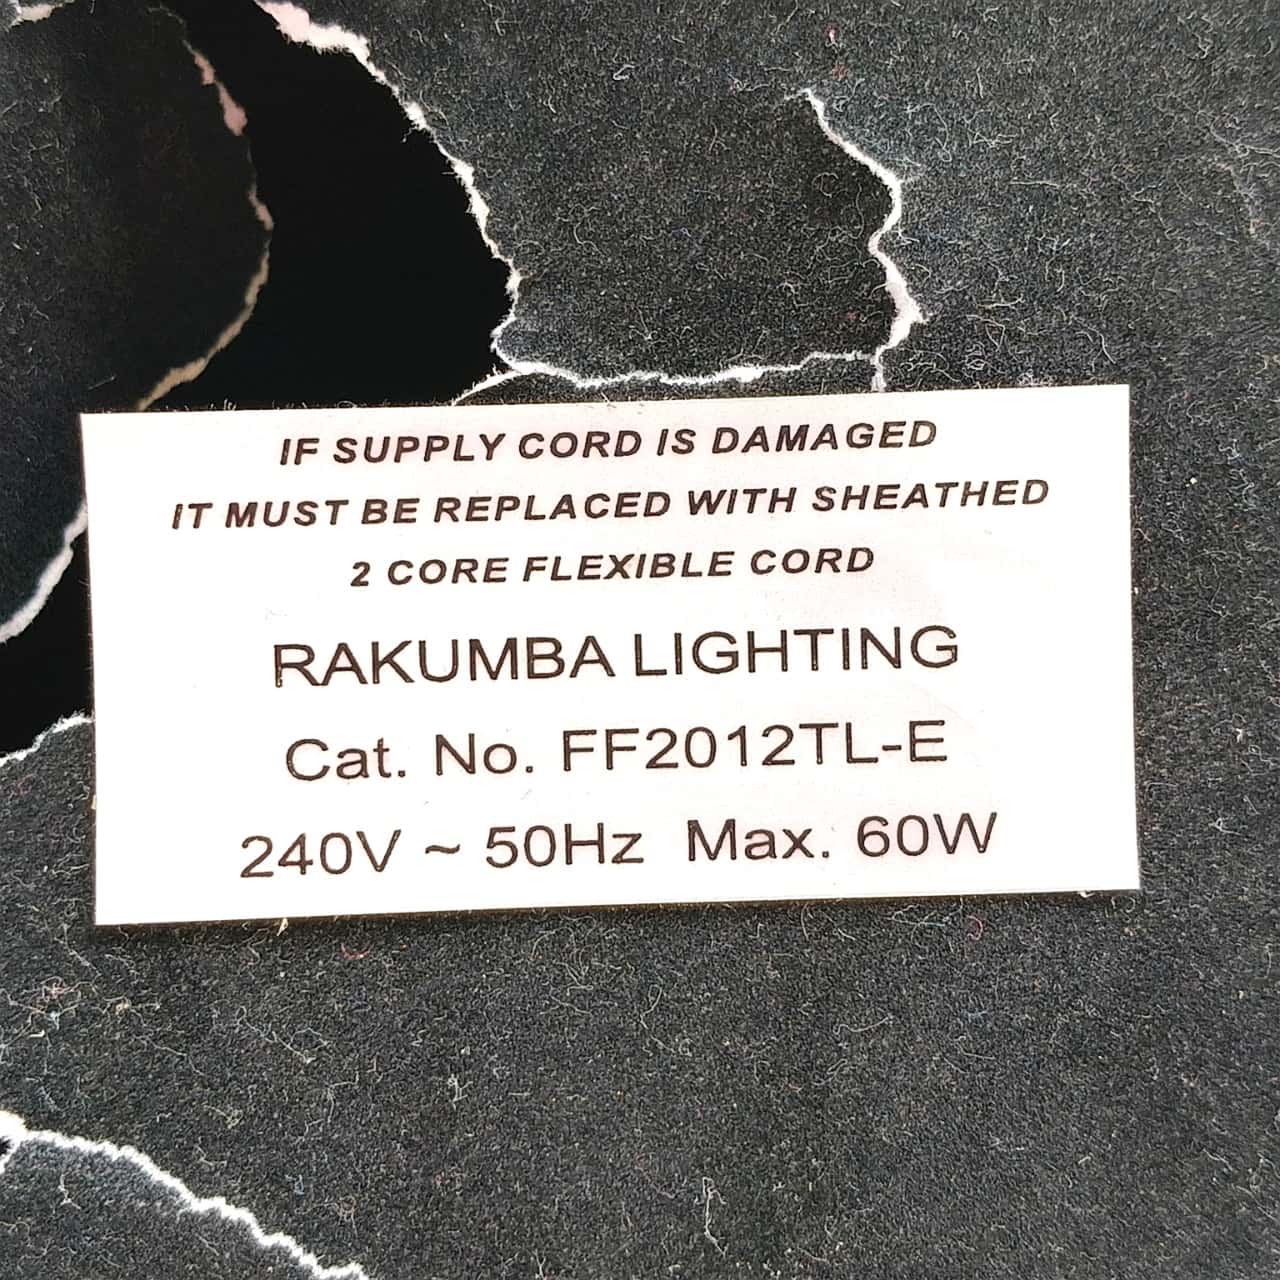 IF SUPPLY CORD IS DAMAGED
IT MUST BE REPLACED WITH SHEATHED
2 CORE FLEXIBLE CORD
RAKUMBA LIGHTING
Cat. No. FF2012TL-E
240V ~ 50Hz Max. 60W